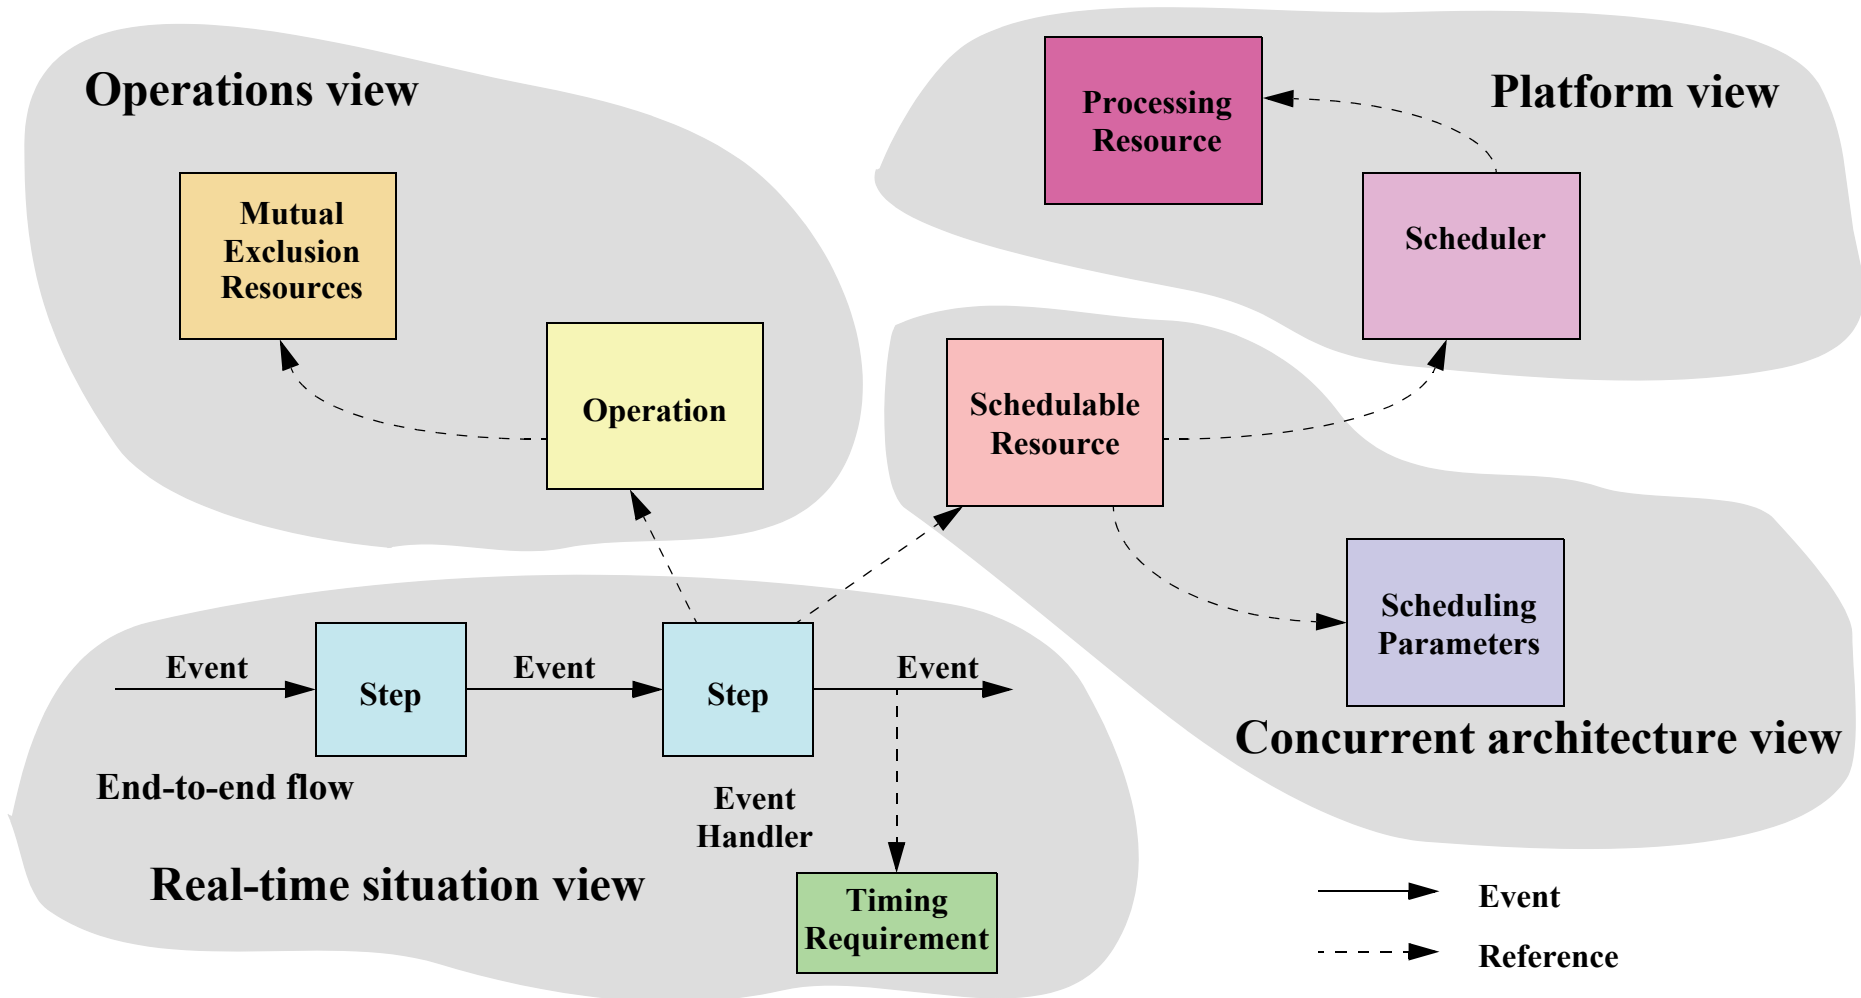 Operations view
Mutual
Exclusion
Resources
Operation
Platform view
Processing
Resource
Scheduler
Schedulable
Resource
Scheduling
Parameters
Concurrent architecture view
Event
Step
Event
Step
Event
End-to-end flow
Event
Handler
Real-time situation view
Timing
Requirement
Event
Reference